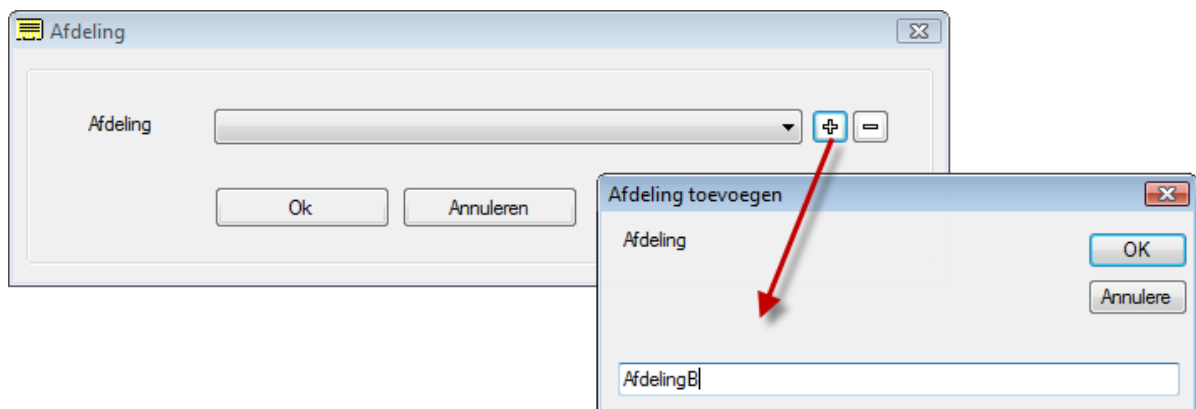 Afdeling
Afdeling
Ok Annuleren
Afdeling toevoegen
Afdeling
OK
Annulere
AfdelingB